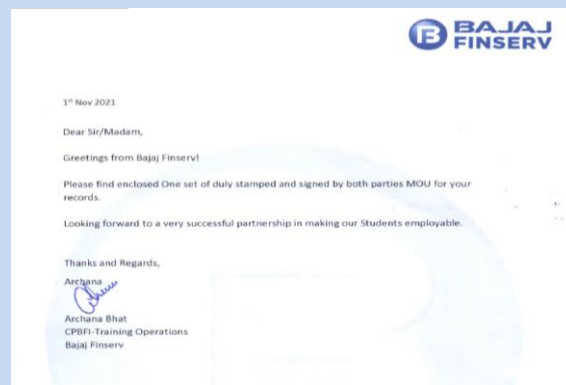 BAJAJ
FINSERV
1st Nov 2021
Dear Sir/Madam,
Greetings from Bajaj Finserv!
Please find enclosed One set of duly stamped and signed by both parties MOU for your
records.
Looking forward to a very successful partnership in making our Students employable.
Thanks and Regards,
Archana
Archana Bhat
CPBFI-Training Operations
Bajaj Finserv